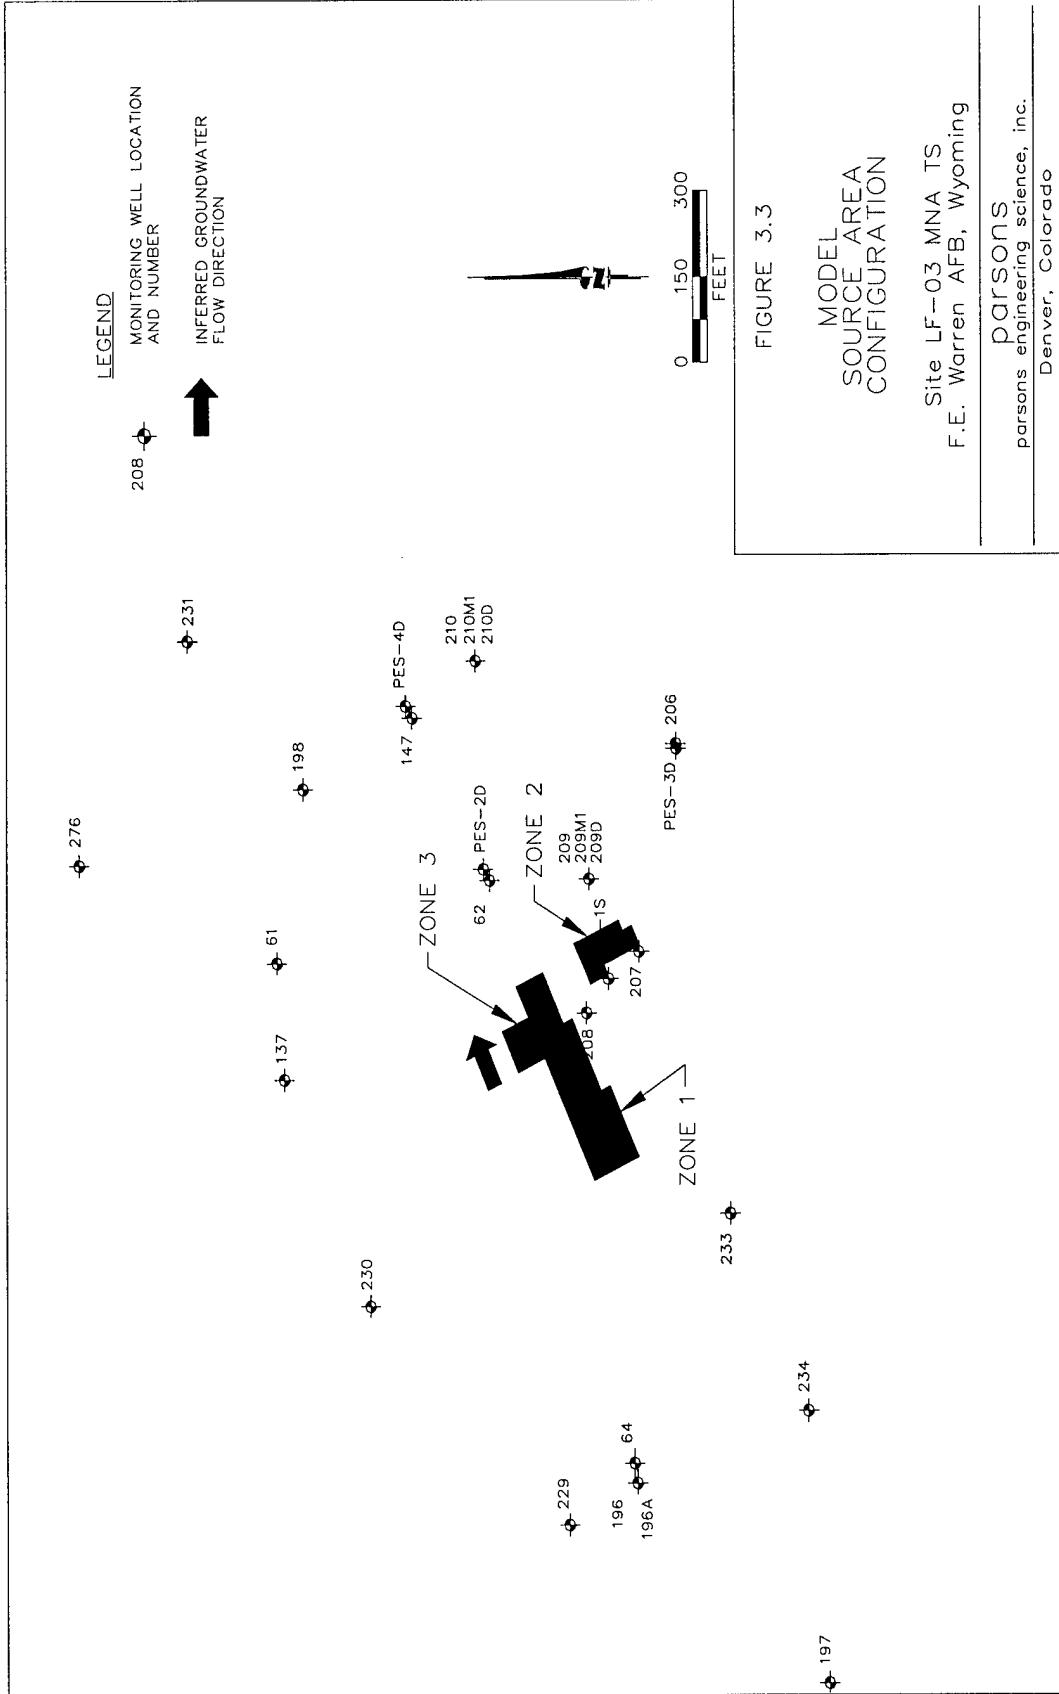 LEGEND
208
MONITORING WELL LOCATION
AND NUMBER
INFERRED GROUNDWATER
FLOW DIRECTION
276
231
61
198
137
230
PES-4D
147
210
210M1
210D
ZONE 3
62
PES-2D
ZONE 2
209
209M1
209D
1S
208
207
PES-3D
206
ZONE 1
233
229
64
196
196A
234
197
N
0
150
300
FEET
FIGURE 3.3
MODEL
SOURCE AREA
CONFIGURATION
Site LF-03 MNA TS
F.E. Warren AFB, Wyoming
parsons
parsons engineering science, inc.
Denver, Colorado